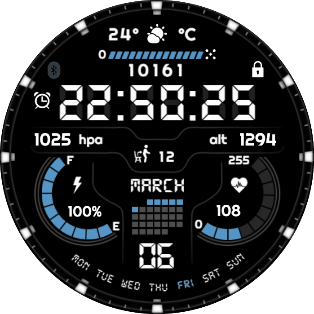 24° °C
0
10161
22:50:25
1025 hpa alt 1294
12
F 255
MARCH
100% 108
E 0
06
MON TUE WED THU FRI SAT SUN